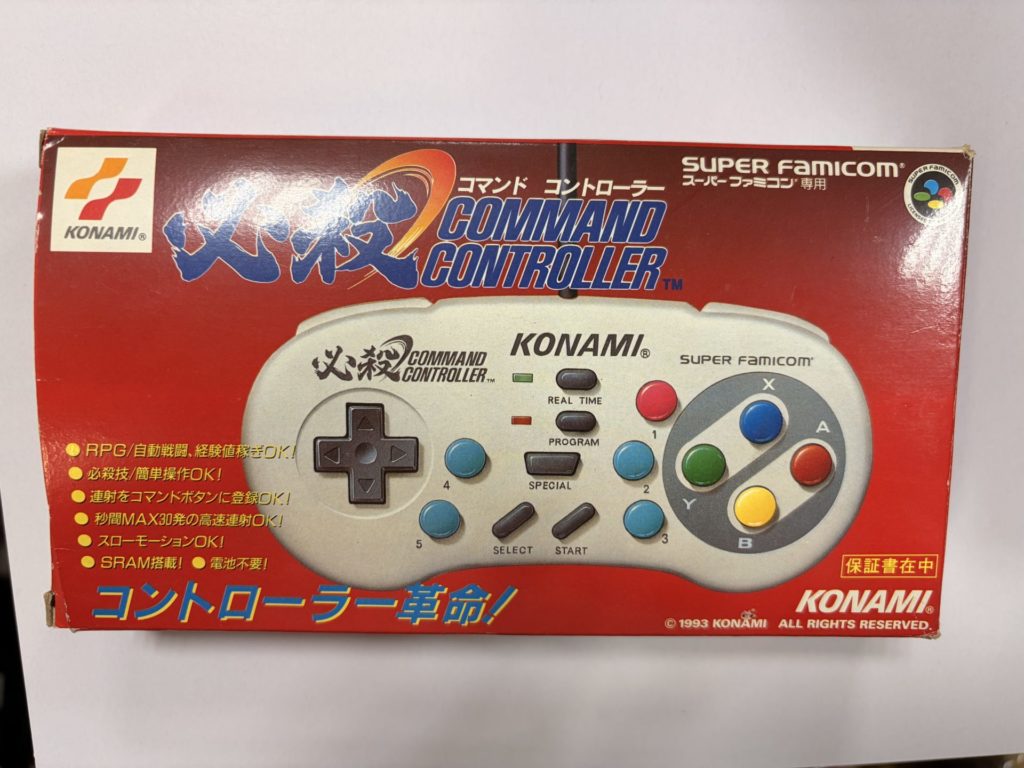 KONAMI®
必殺
コマンド コントローラー
COMMAND
CONTROLLER™
SUPER FAMICOM®
スーパーファミコン®専用
SUPER FAMICOM
必殺 COMMAND
CONTROLLER™
KONAMI®
SUPER FAMICOM®
REAL TIME
PROGRAM
SPECIAL
SELECT
START
1
2
3
4
5
X
A
Y
B
RPG/自動戦闘、経験値稼ぎOK!
必殺技/簡単操作OK!
連射をコマンドボタンに登録OK!
秒間MAX30発の高速連射OK!
スローモーションOK!
SRAM搭載! 電池不要!
コントローラー革命!
保証書在中
KONAMI®
©1993 KONAMI ALL RIGHTS RESERVED.